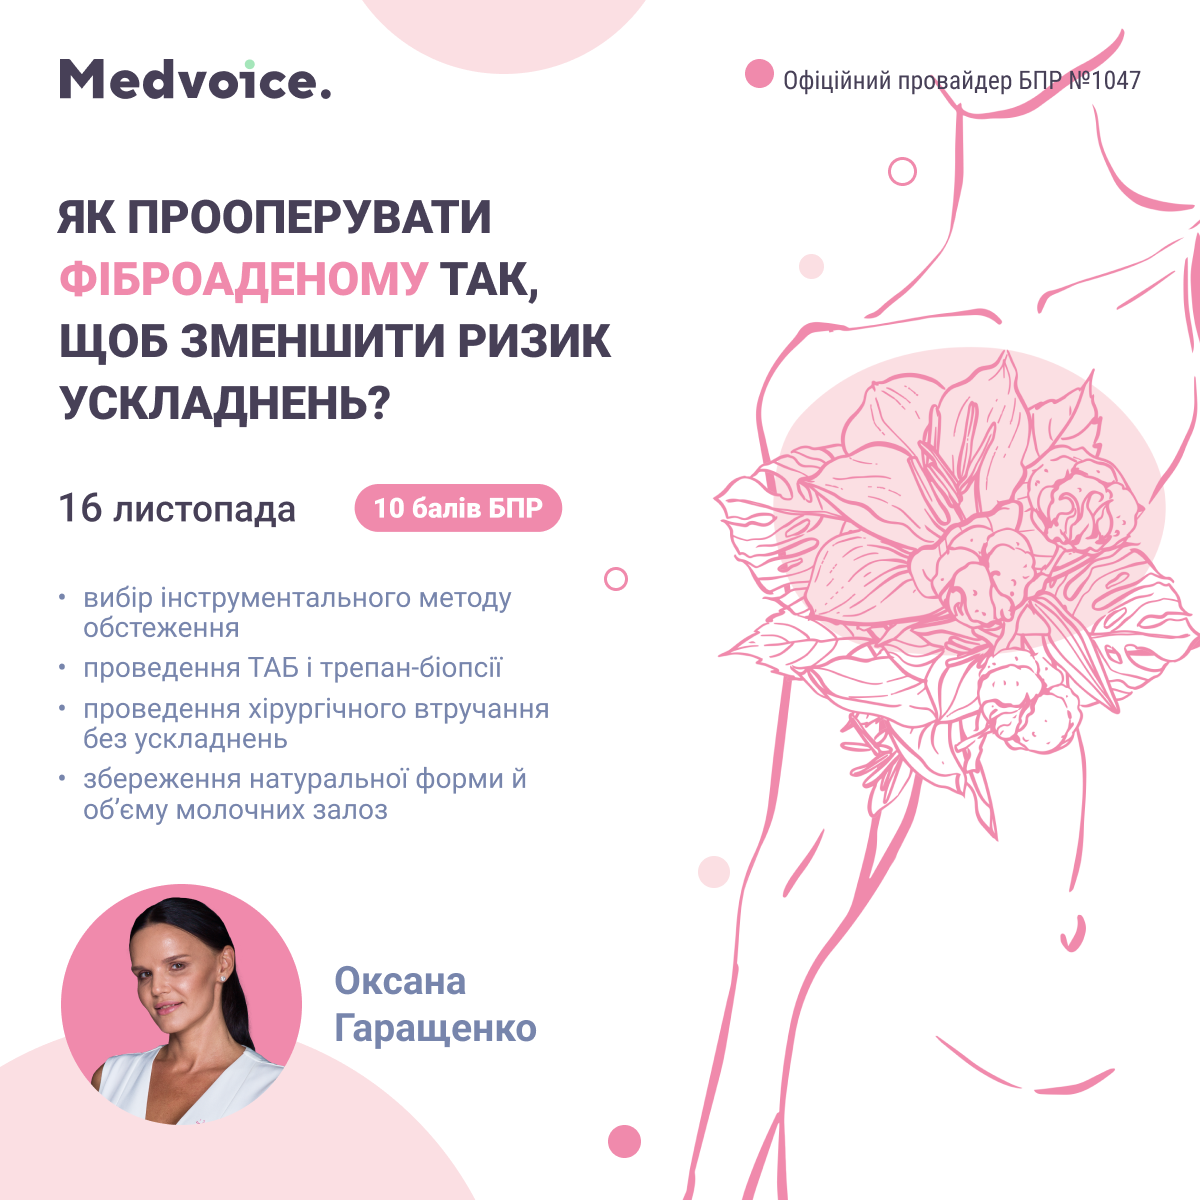 Medvoice.
Офіційний провайдер БПР №1047
ЯК ПРООПЕРУВАТИ
ФІБРОАДЕНОМУ ТАК,
ЩОБ ЗМЕНШИТИ РИЗИК
УСКЛАДНЕНЬ?
16 листопада
10 балів БПР
• вибір інструментального методу
обстеження
• проведення ТАБ і трепан-біопсії
• проведення хірургічного втручання
без ускладнень
• збереження натуральної форми й
об’єму молочних залоз
Оксана
Гаращенко